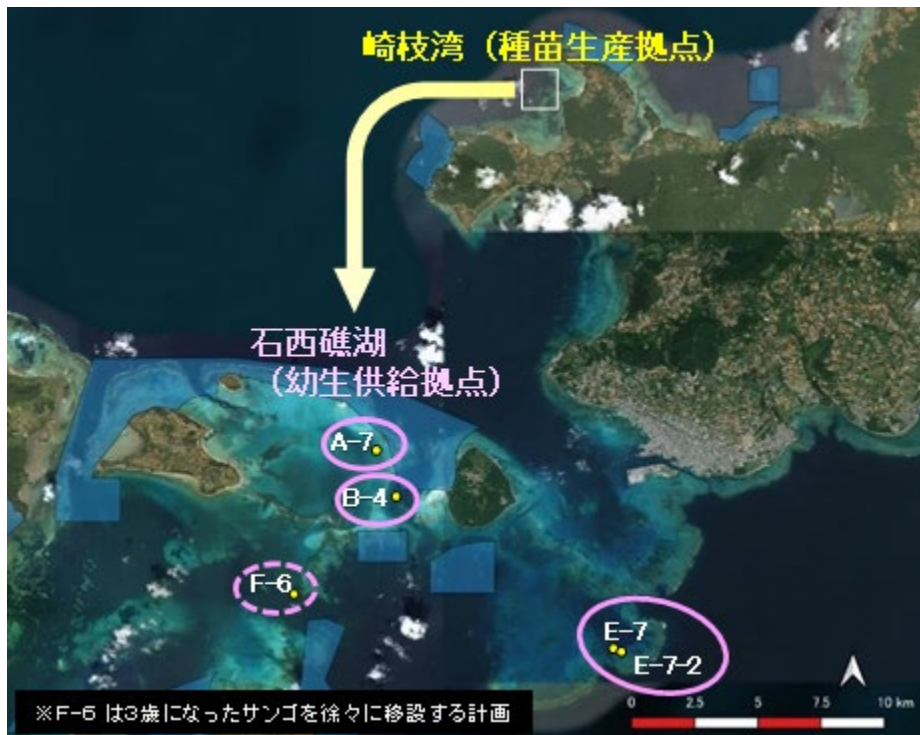 崎枝湾（種苗生産拠点）
石西礁湖
（幼生供給拠点）
A-7
B-4
F-6
E-7
E-7-2
※F-6 は3歳になったサンゴを徐々に移設する計画
0 2.5 5 7.5 10 km